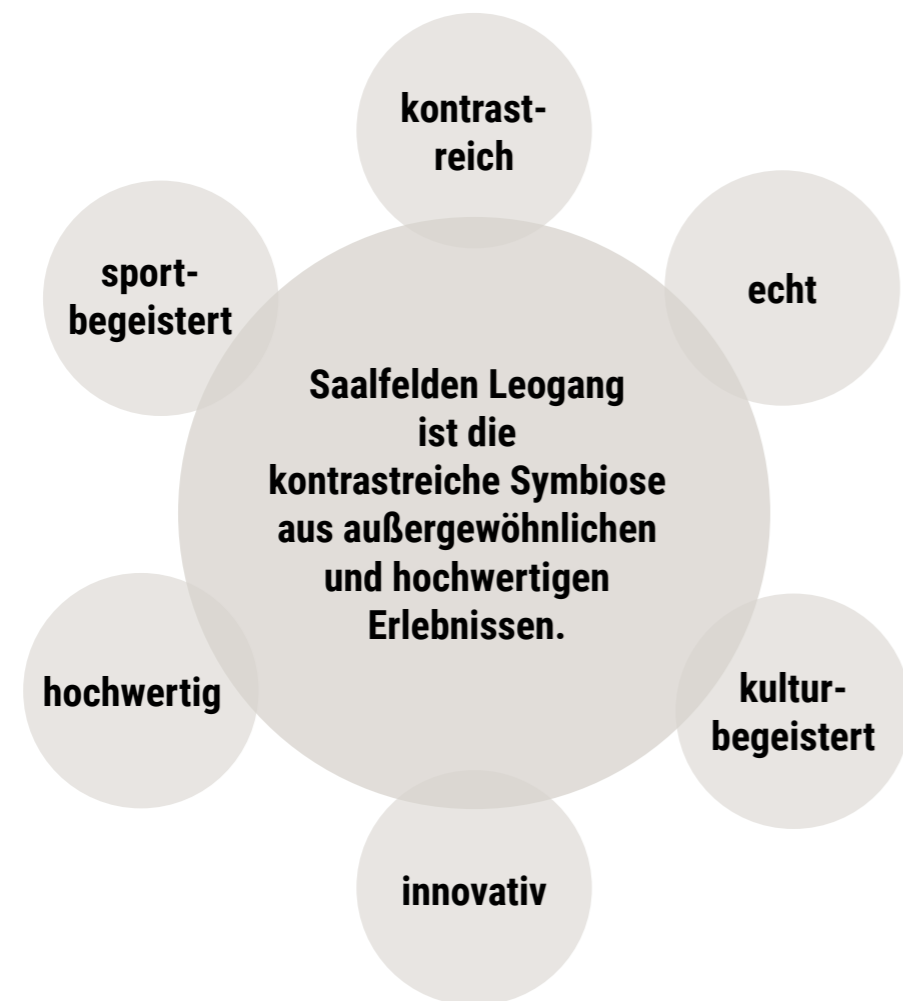 kontrast-
reich
sport-
begeistert
echt
Saalfelden Leogang
ist die
kontrastreiche Symbiose
aus außergewöhnlichen
und hochwertigen
Erlebnissen.
hochwertig
kultur-
begeistert
innovativ